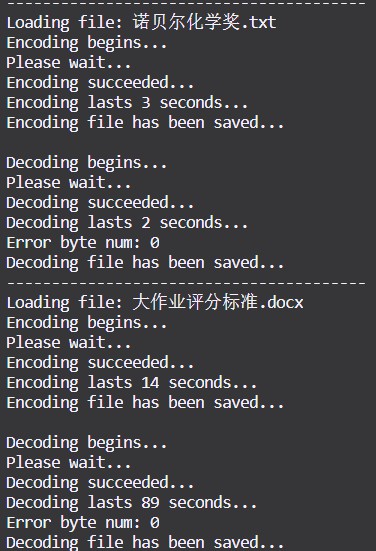 ----------------------------------------
Loading file: 诺贝尔化学奖.txt
Encoding begins...
Please wait...
Encoding succeeded...
Encoding lasts 3 seconds...
Encoding file has been saved...

Decoding begins...
Please wait...
Decoding succeeded...
Decoding lasts 2 seconds...
Error byte num: 0
Decoding file has been saved...
----------------------------------------
Loading file: 大作业评分标准.docx
Encoding begins...
Please wait...
Encoding succeeded...
Encoding lasts 14 seconds...
Encoding file has been saved...

Decoding begins...
Please wait...
Decoding succeeded...
Decoding lasts 89 seconds...
Error byte num: 0
Decoding file has been saved...